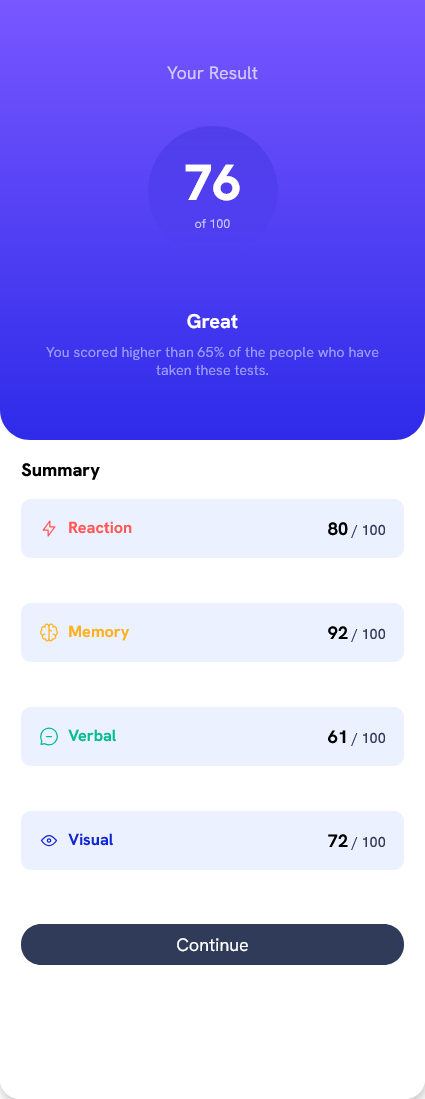 Your Result
76
of 100
Great
You scored higher than 65% of the people who have
taken these tests.
Summary
Reaction 80 / 100
Memory 92 / 100
Verbal 61 / 100
Visual 72 / 100
Continue